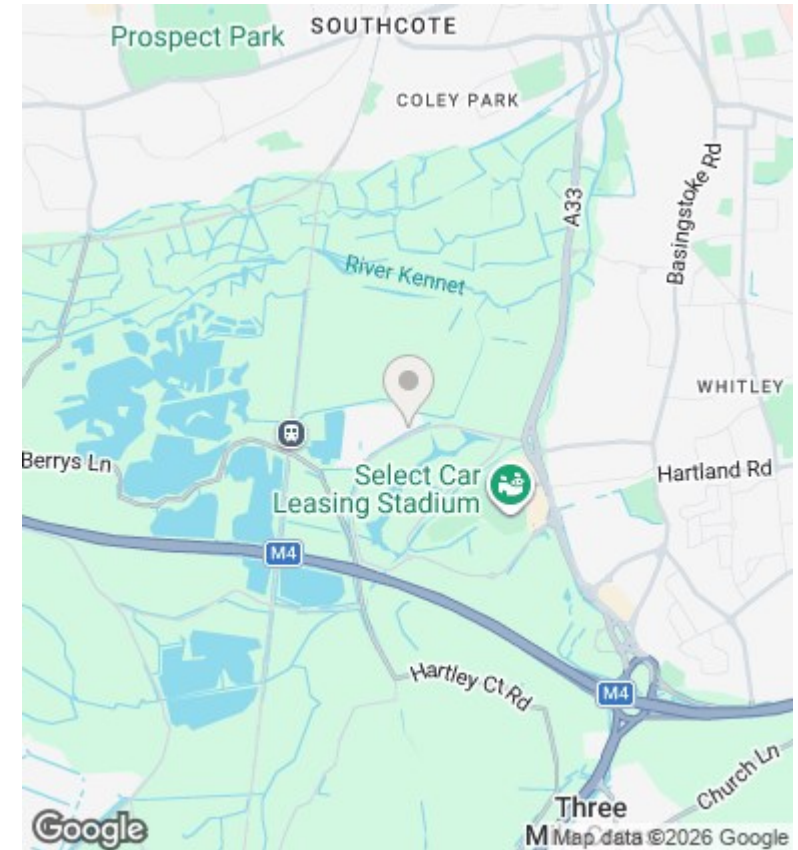 SOUTHCOTE
Prospect Park
COLEY PARK
A33
Basingstoke Rd
River Kennet
WHITLEY
Berrys Ln
Select Car
Leasing Stadium
Hartland Rd
M4
Hartley Ct Rd
M4
Church Ln
Three
Google
Map data ©2026 Google